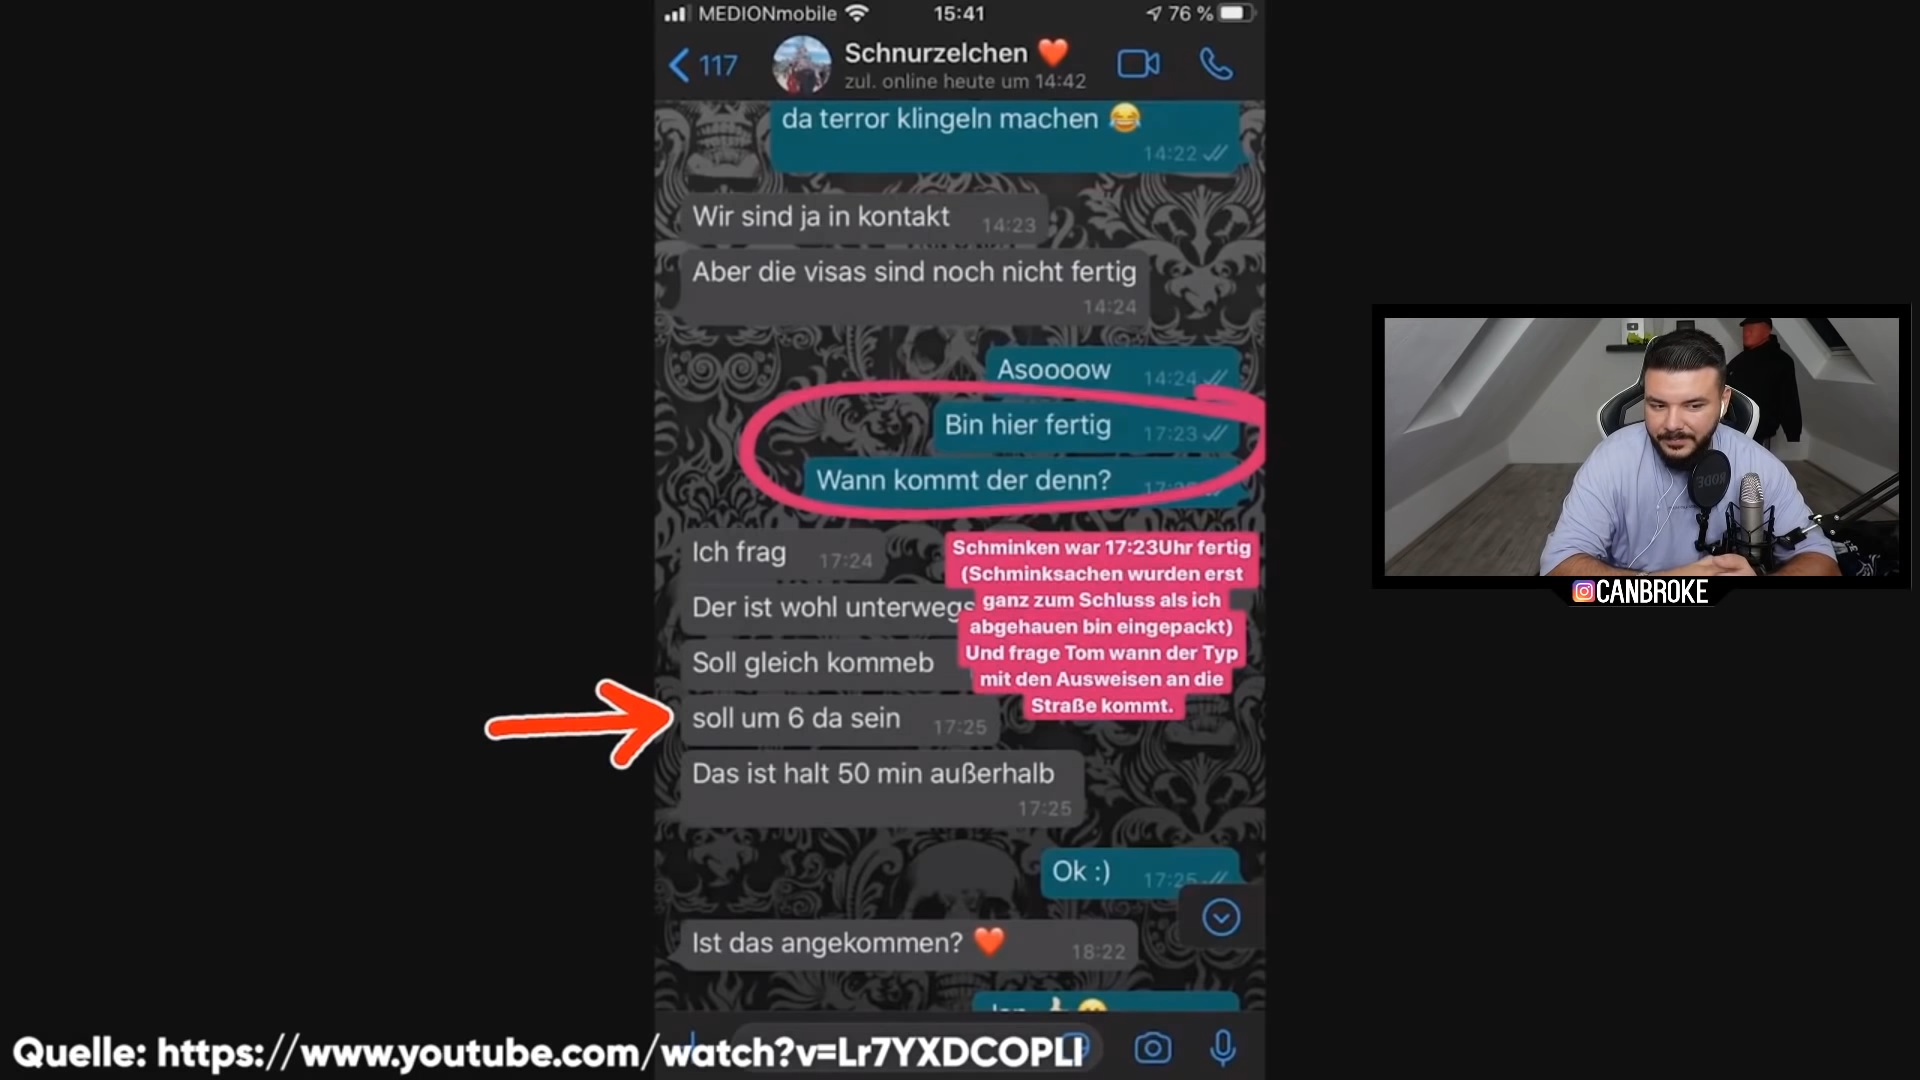 MEDIONmobile
15:41
76 %
117
Schnurzelchen ❤️
zul. online heute um 14:42
da terror klingeln machen 😂
14:22
Wir sind ja in kontakt
14:23
Aber die visas sind noch nicht fertig
14:24
Asoooow
14:24
Bin hier fertig
17:23
Wann kommt der denn?
Ich frag
17:24
Der ist wohl unterwegs
Soll gleich kommeb
soll um 6 da sein
17:25
Das ist halt 50 min außerhalb
17:25
Schminken war 17:23Uhr fertig
(Schminksachen wurden erst
ganz zum Schluss als ich
abgehauen bin eingepackt)
Und frage Tom wann der Typ
mit den Ausweisen an die
Straße kommt.
Ok :)
17:25
Ist das angekommen? ❤️
18:22
RODE
CANBROKE
Quelle: https://www.youtube.com/watch?v=Lr7YXDCOPLI